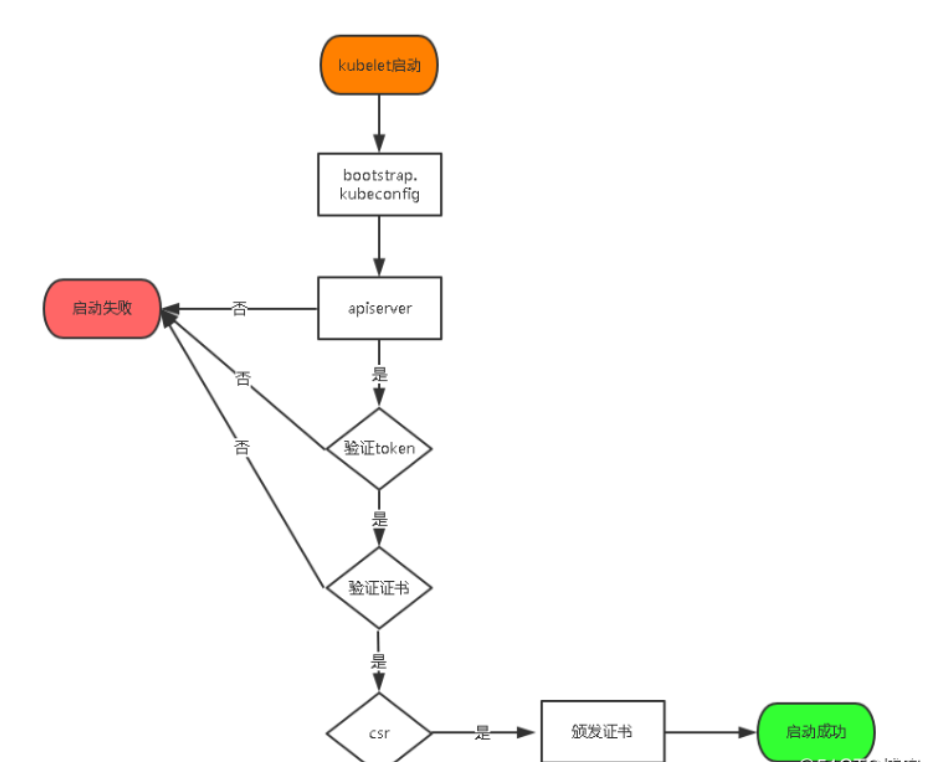 kubelet启动
bootstrap.
kubeconfig
启动失败
否
apiserver
是
否
验证token
否
是
验证证书
是
csr
是
颁发证书
启动成功